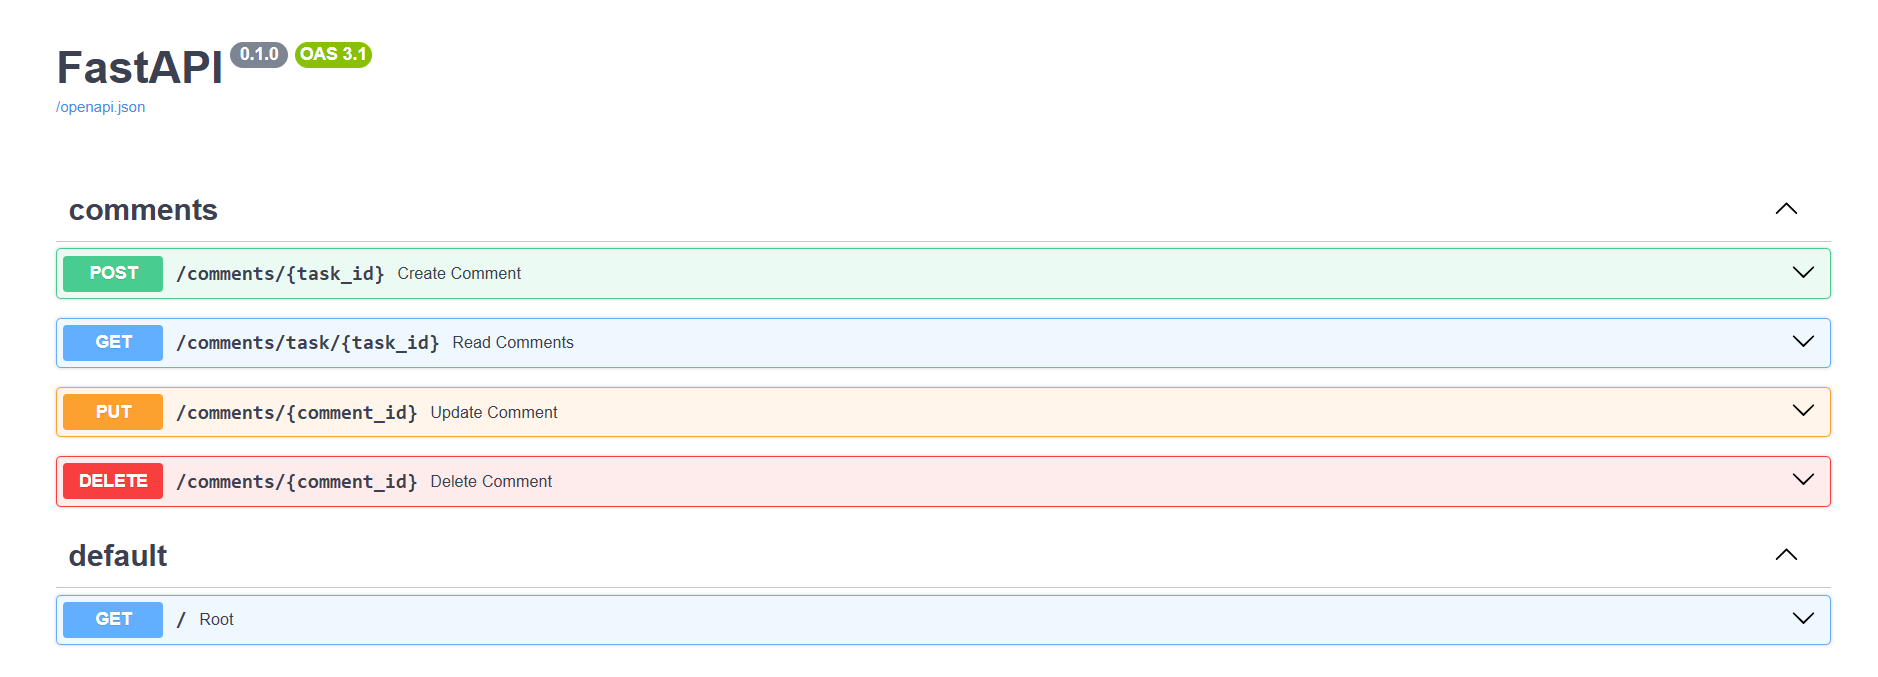 FastAPI 0.1.0 OAS 3.1
/openapi.json
comments
POST /comments/{task_id} Create Comment
GET /comments/task/{task_id} Read Comments
PUT /comments/{comment_id} Update Comment
DELETE /comments/{comment_id} Delete Comment
default
GET / Root